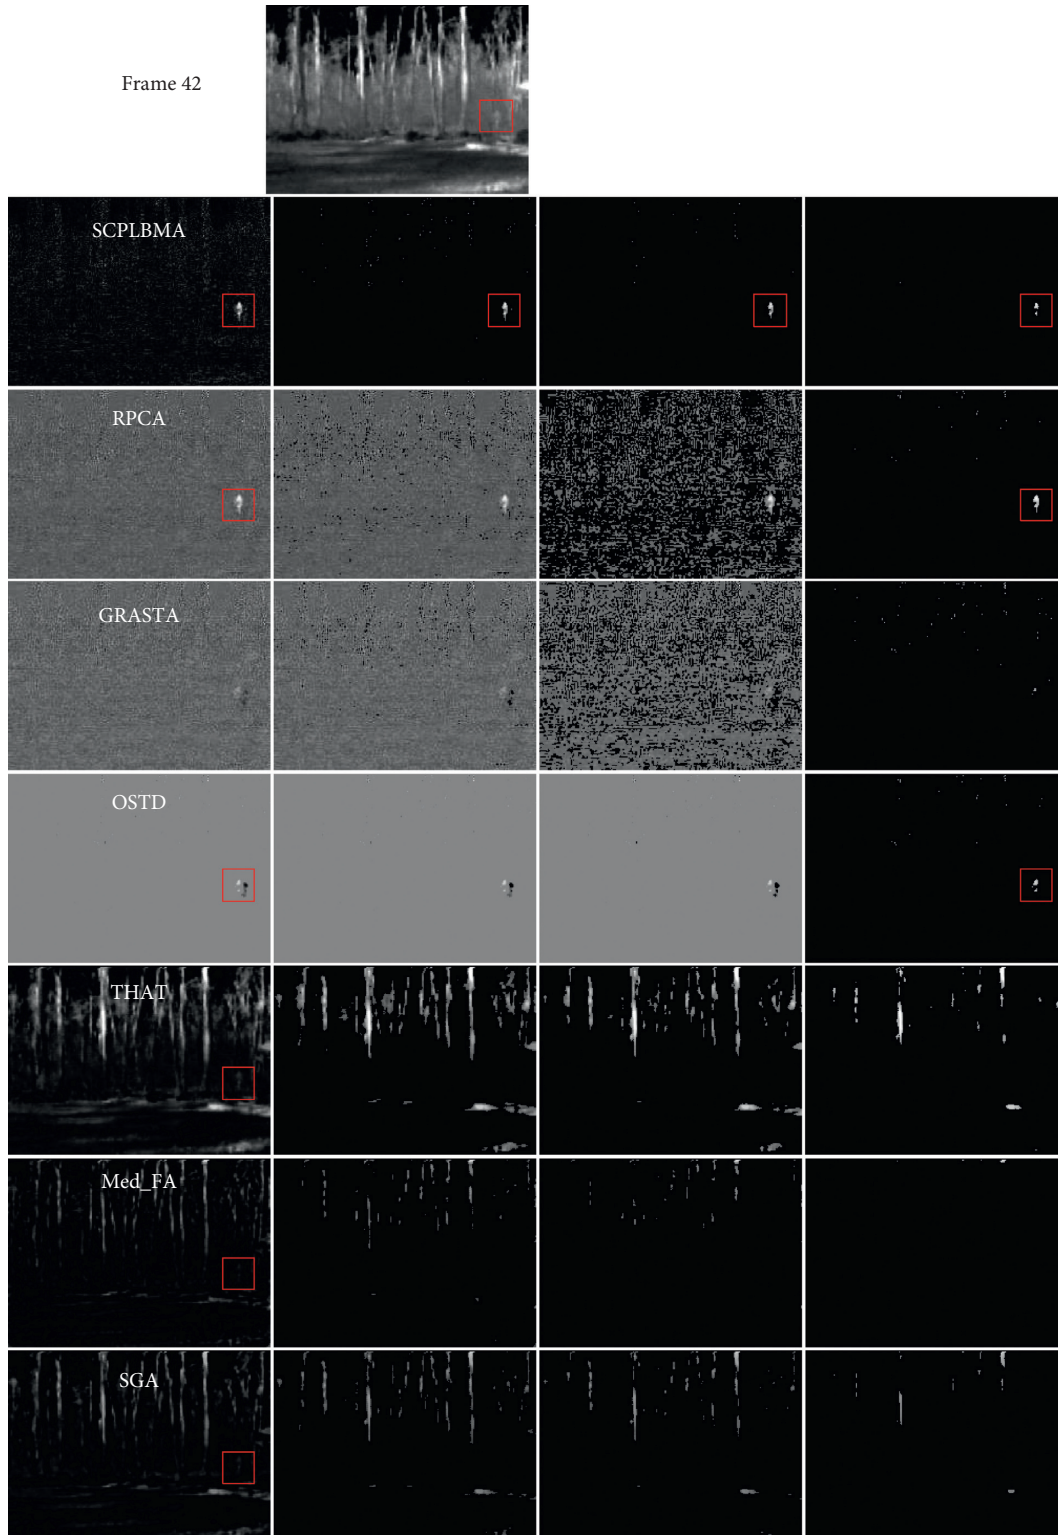 Frame 42
SCPLBMA
RPCA
GRASTA
OSTD
THAT
Med_FA
SGA